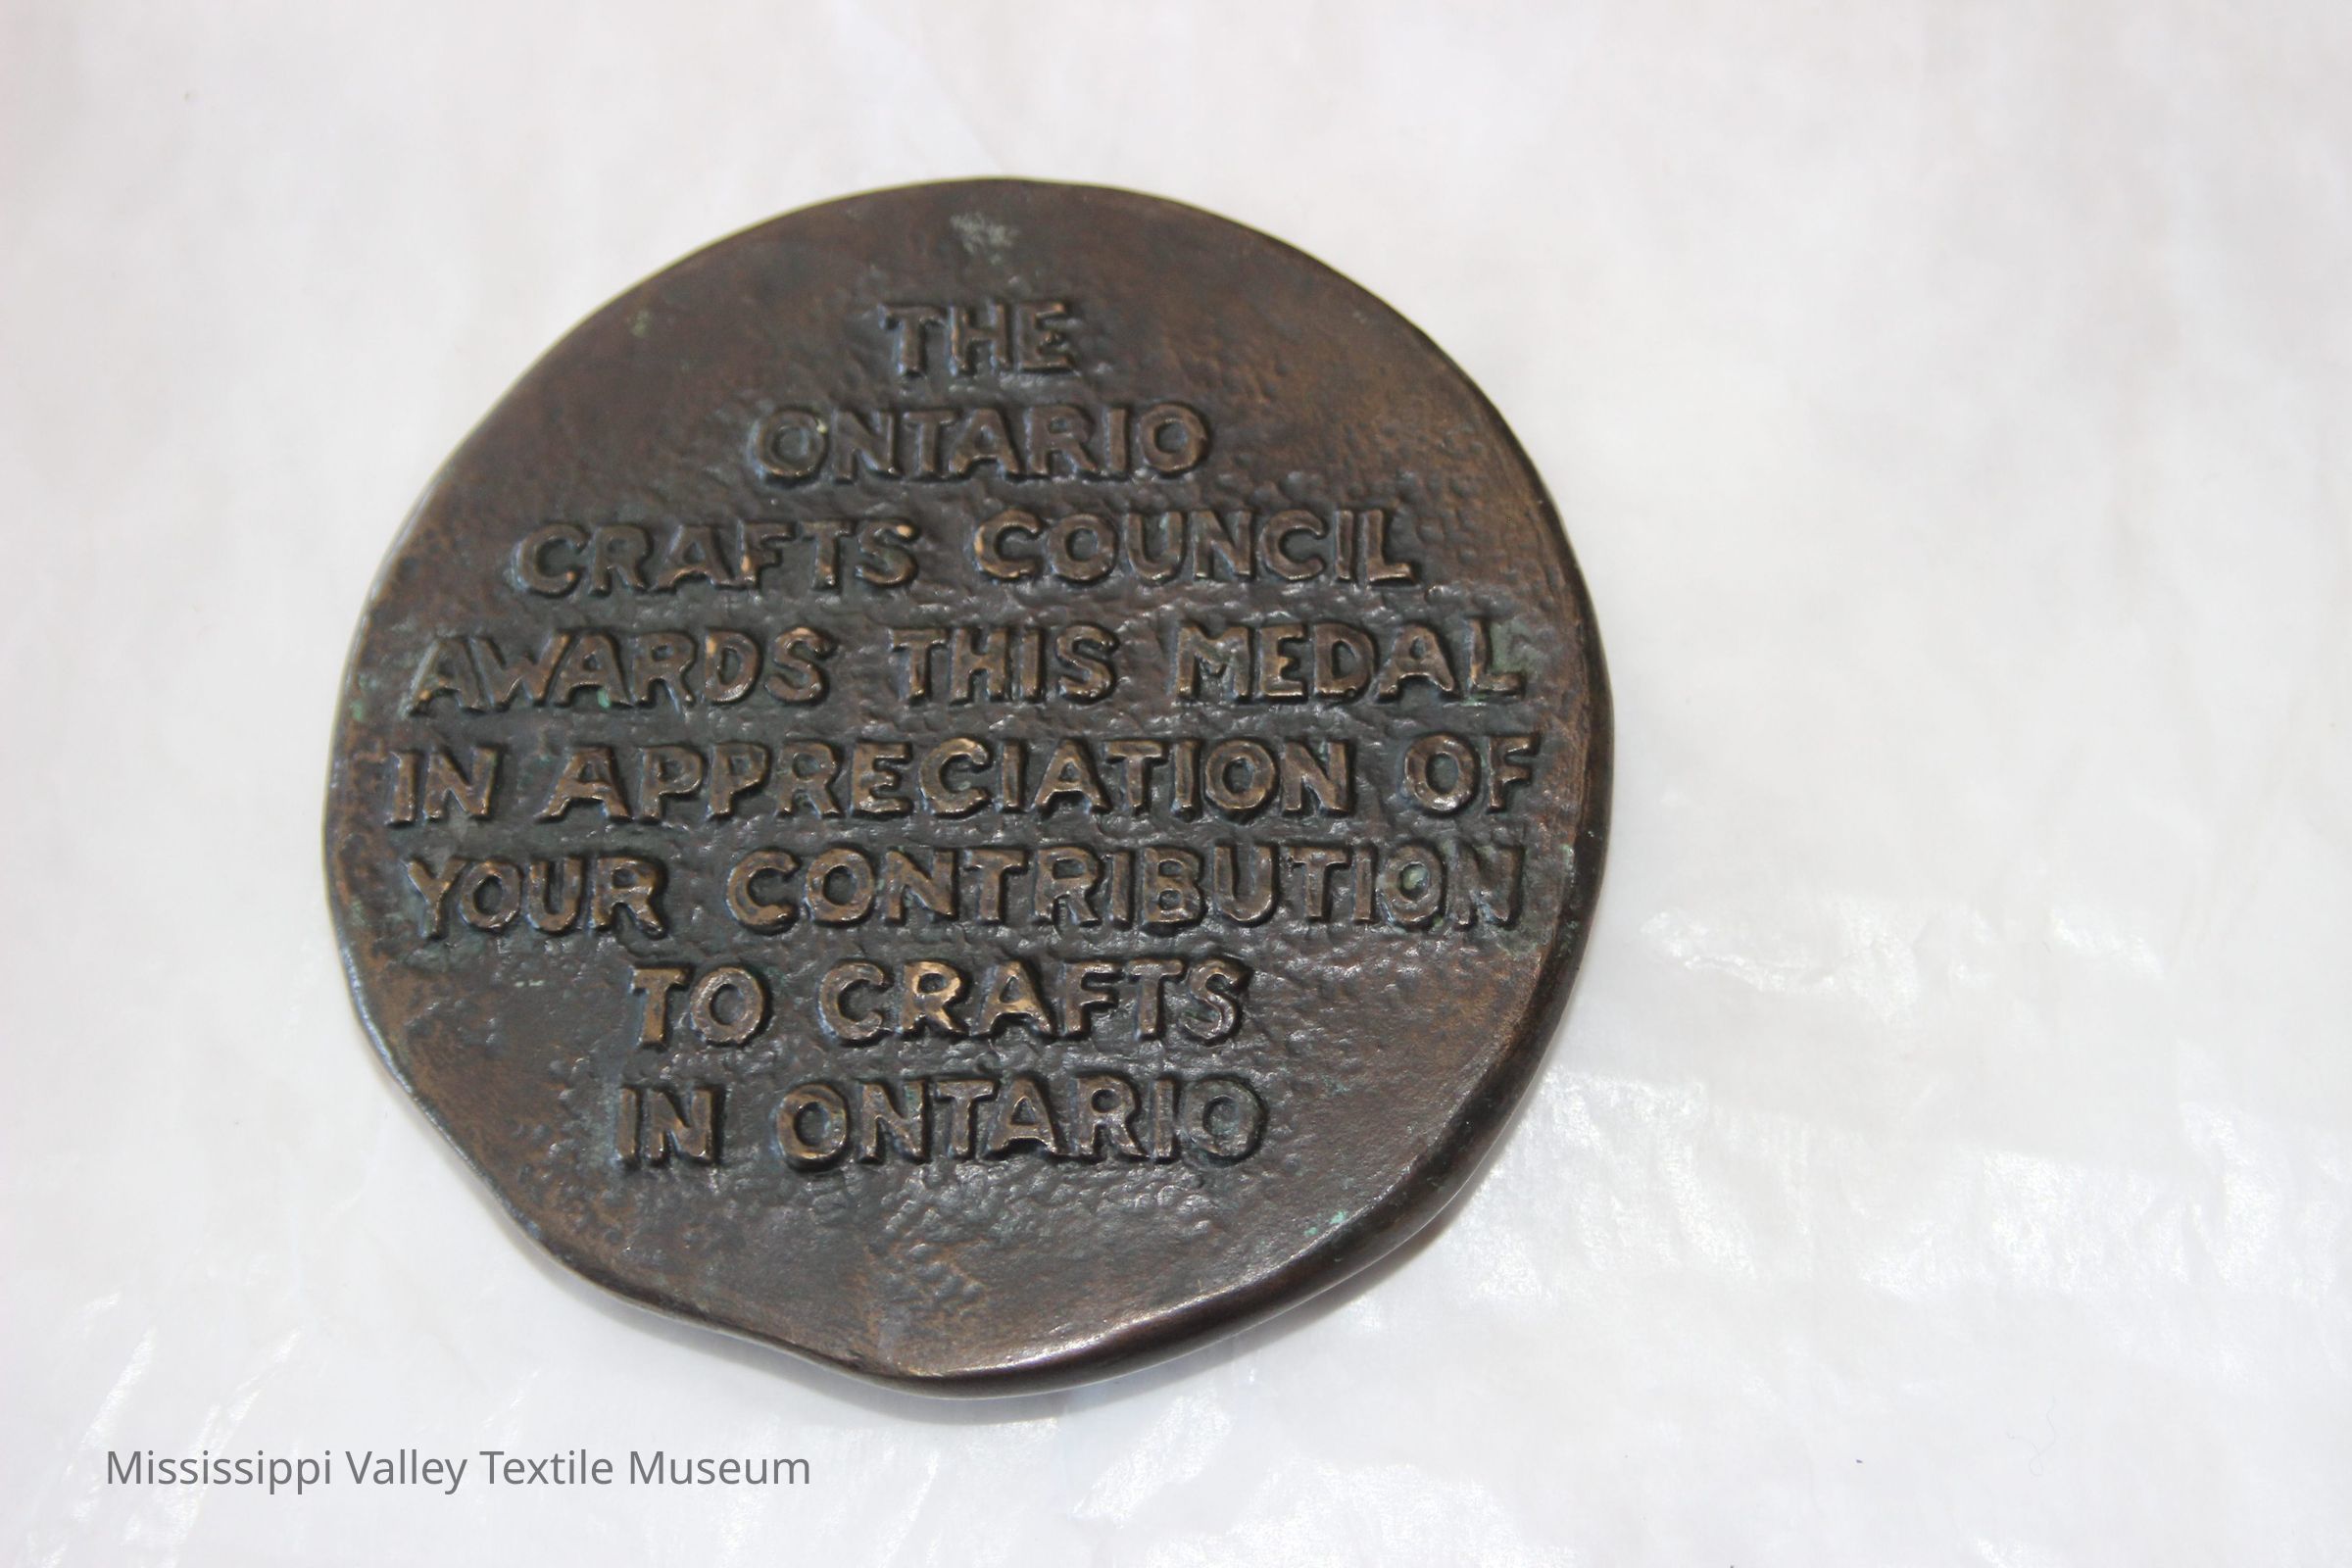 THE
ONTARIO
CRAFTS COUNCIL
AWARDS THIS MEDAL
IN APPRECIATION OF
YOUR CONTRIBUTION
TO CRAFTS
IN ONTARIO
Mississippi Valley Textile Museum